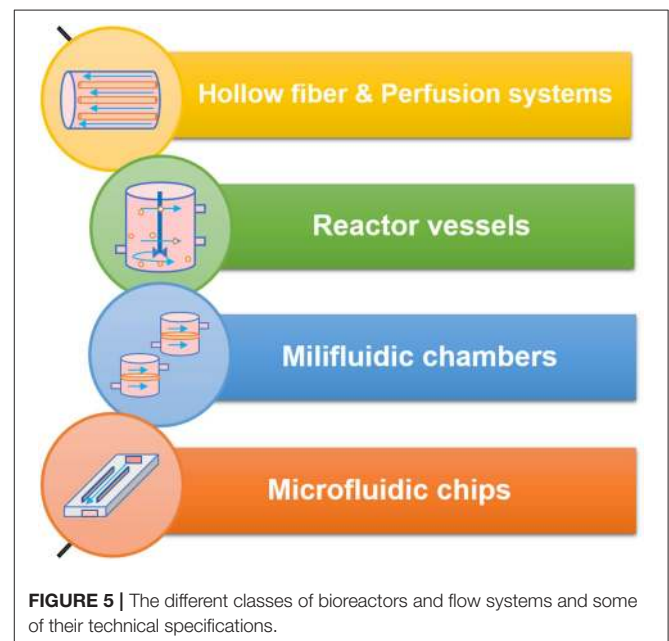 Hollow fiber & Perfusion systems
Reactor vessels
Milifluidic chambers
Microfluidic chips
FIGURE 5 | The different classes of bioreactors and flow systems and some
of their technical specifications.